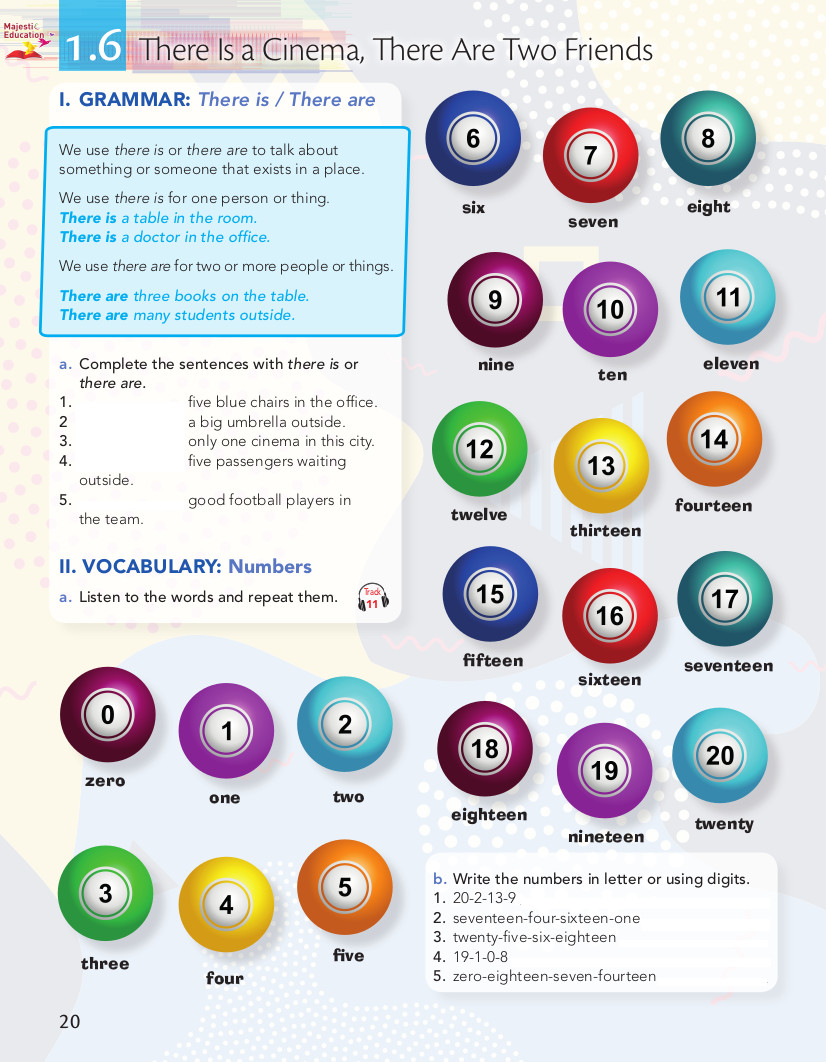 Majestic
Education
1.6 There Is a Cinema, There Are Two Friends
I. GRAMMAR: There is / There are
We use there is or there are to talk about
something or someone that exists in a place.
We use there is for one person or thing.
There is a table in the room.
There is a doctor in the office.
We use there are for two or more people or things.
There are three books on the table.
There are many students outside.
a. Complete the sentences with there is or
there are.
1. five blue chairs in the office.
2 a big umbrella outside.
3. only one cinema in this city.
4. five passengers waiting
outside.
5. good football players in
the team.
II. VOCABULARY: Numbers
a. Listen to the words and repeat them.
Track
11
0 1 2
zero one two
3 4 5
three four five
6 7 8
six seven eight
9 10 11
nine ten eleven
12 13 14
twelve thirteen fourteen
15 16 17
fifteen sixteen seventeen
18 19 20
eighteen nineteen twenty
b. Write the numbers in letter or using digits.
1. 20-2-13-9
2. seventeen-four-sixteen-one
3. twenty-five-six-eighteen
4. 19-1-0-8
5. zero-eighteen-seven-fourteen
20